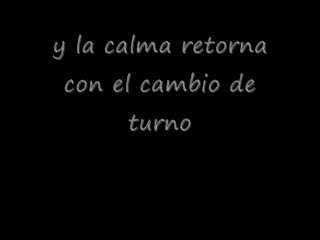 y la calma retorna
con el cambio de
turno